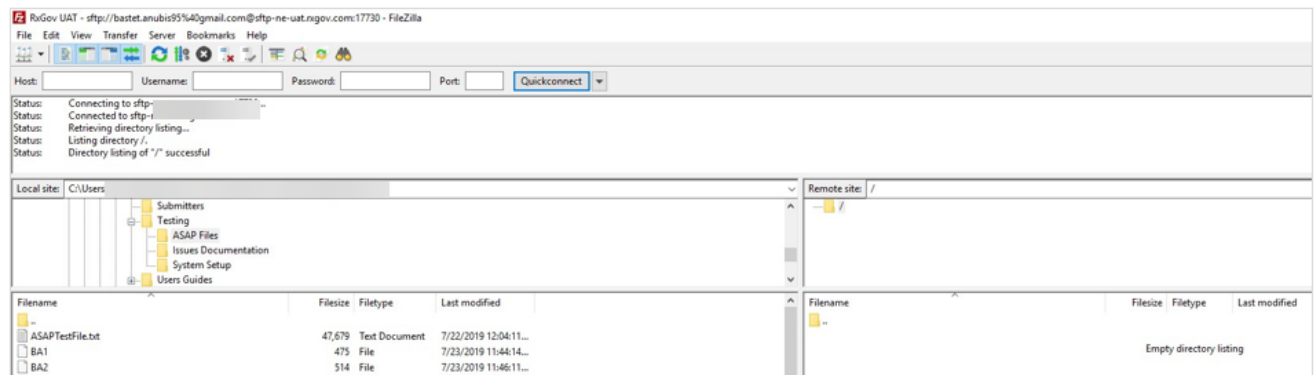 RxGov UAT - sftp://bastet.anubis95%40gmail.com@sftp-ne-uat.rxgov.com:17730 - FileZilla
File Edit View Transfer Server Bookmarks Help
Host: Username: Password: Port: Quickconnect
Status: Connecting to sftp-
Status: Connected to sftp-
Status: Retrieving directory listing...
Status: Listing directory /.
Status: Directory listing of "/" successful
Local site: C:\Users
Submitters
Testing
ASAP Files
Issues Documentation
System Setup
Users Guides
Remote site: /
/
Filename Filesize Filetype Last modified
..
ASAPTestFile.txt 47,679 Text Document 7/22/2019 12:04:11...
BA1 475 File 7/23/2019 11:44:14...
BA2 514 File 7/23/2019 11:46:11...
Filename Filesize Filetype Last modified
..
Empty directory listing